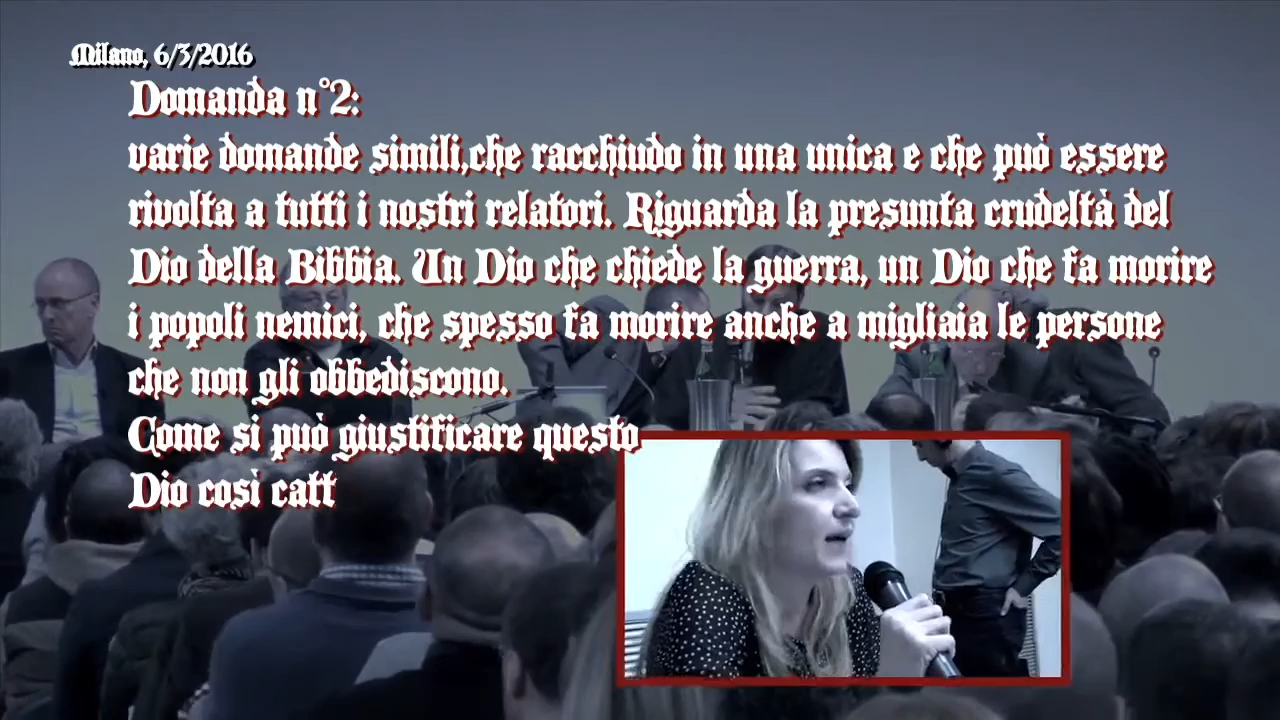 Milano, 6/3/2016
Domanda n°2:
varie domande simili,che racchiudo in una unica e che può essere
rivolta a tutti i nostri relatori. Riguarda la presunta crudeltà del
Dio della Bibbia. Un Dio che chiede la guerra, un Dio che fa morire
i popoli nemici, che spesso fa morire anche a migliaia le persone
che non gli obbediscono.
Come si può giustificare questo
Dio così catt